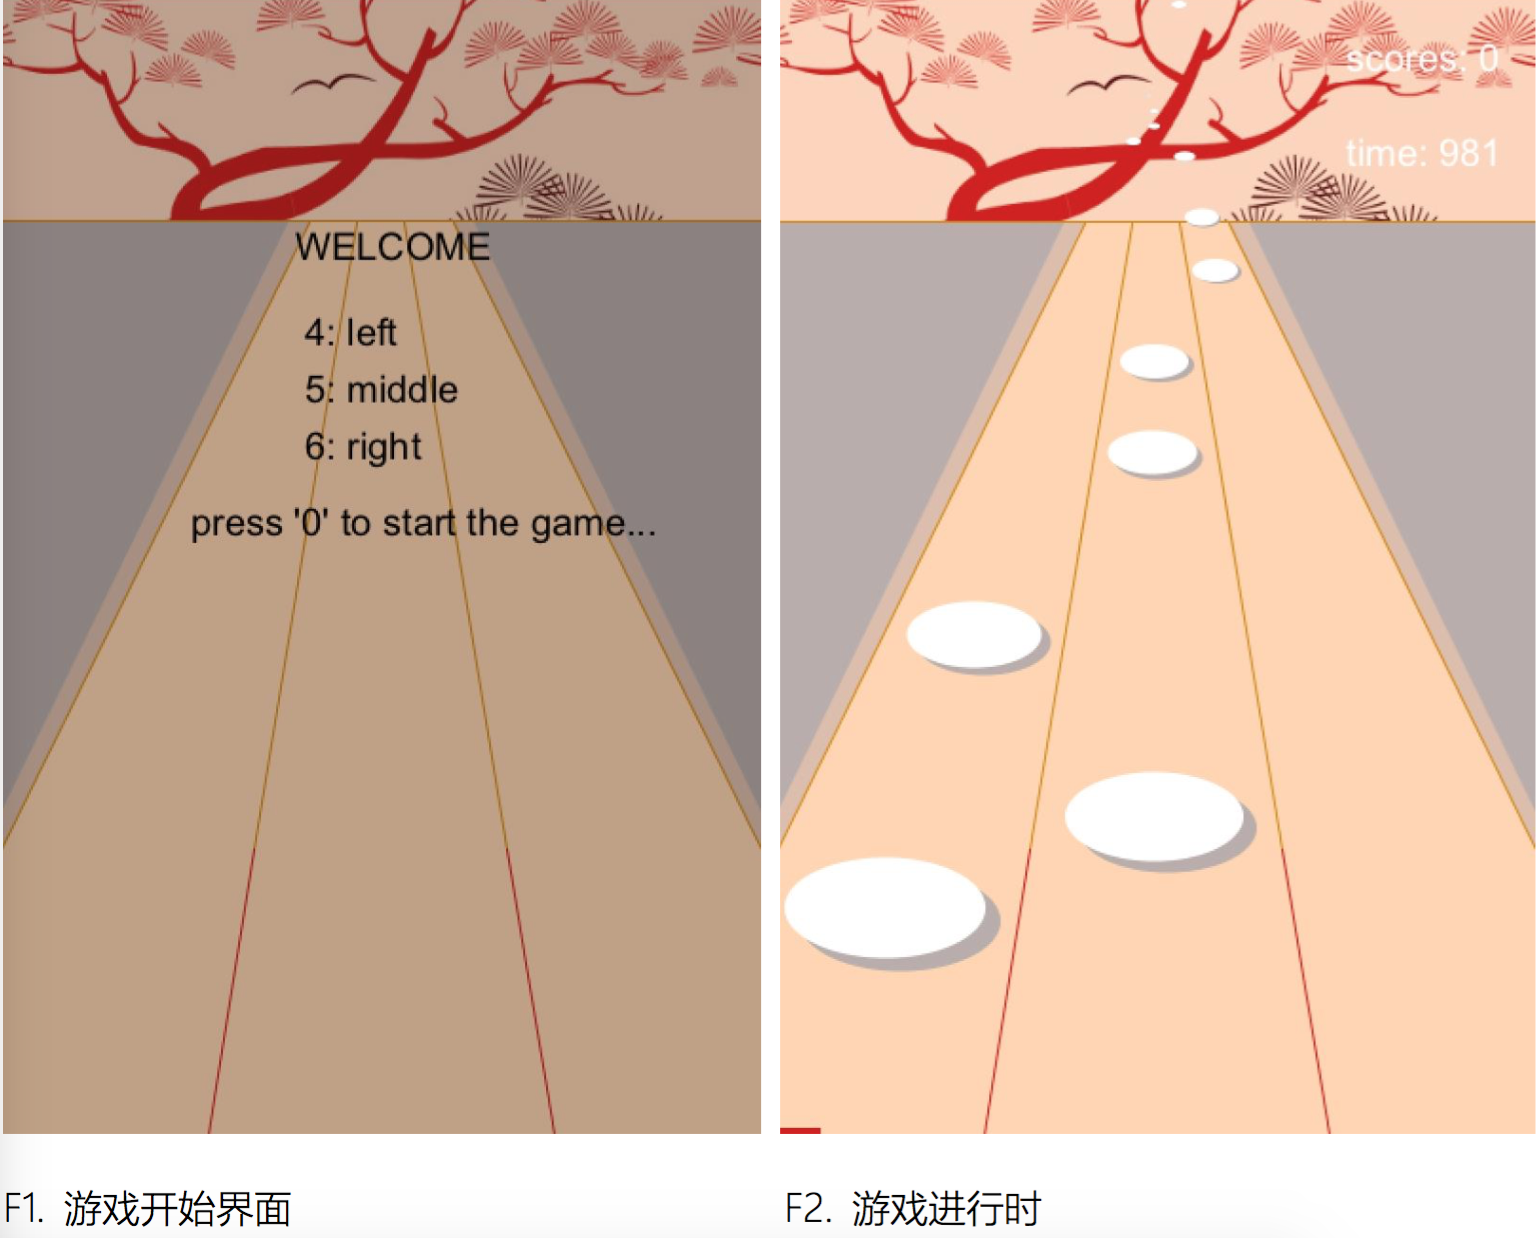 WELCOME
4: left
5: middle
6: right
press '0' to start the game...
scores: 0
time: 981
F1. 游戏开始界面
F2. 游戏进行时